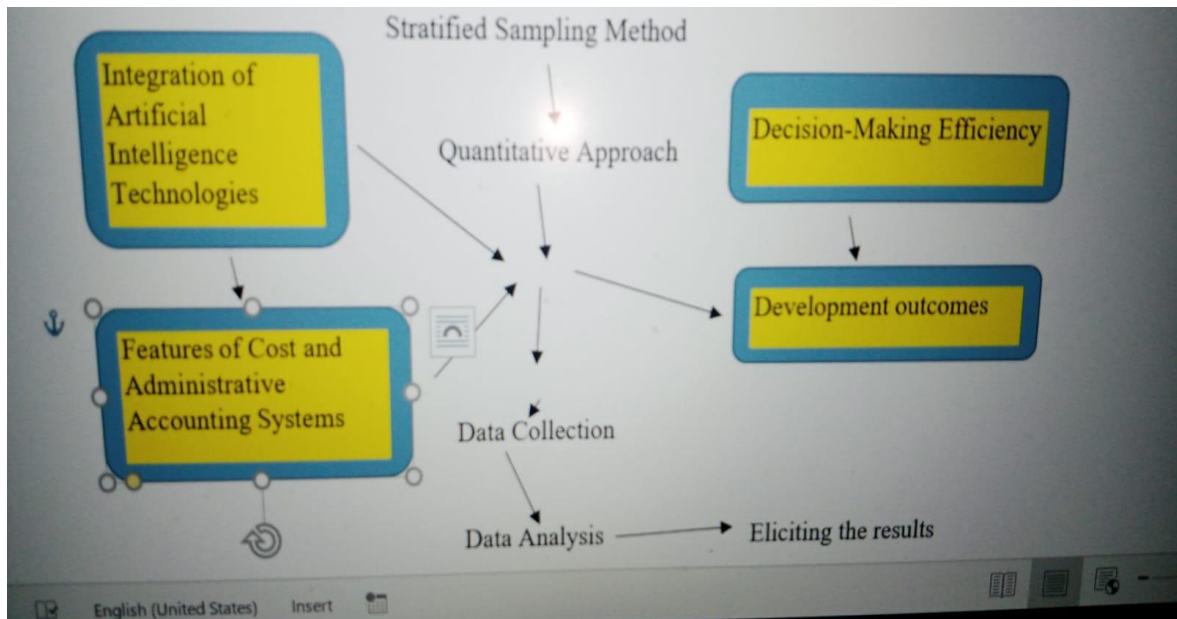 Stratified Sampling Method
Integration of
Artificial
Intelligence
Technologies
Quantitative Approach
Decision-Making Efficiency
Development outcomes
Features of Cost and
Administrative
Accounting Systems
Data Collection
Data Analysis
Eliciting the results
English (United States)
Insert